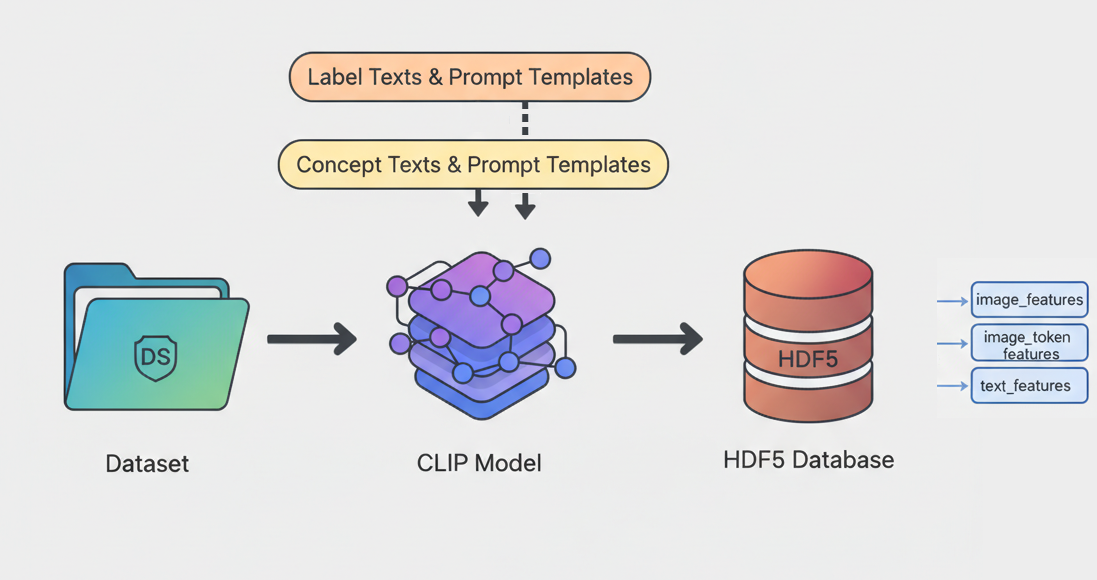 Label Texts & Prompt Templates
Concept Texts & Prompt Templates
DS
HDF5
image_features
image_token
features
text_features
Dataset
CLIP Model
HDF5 Database